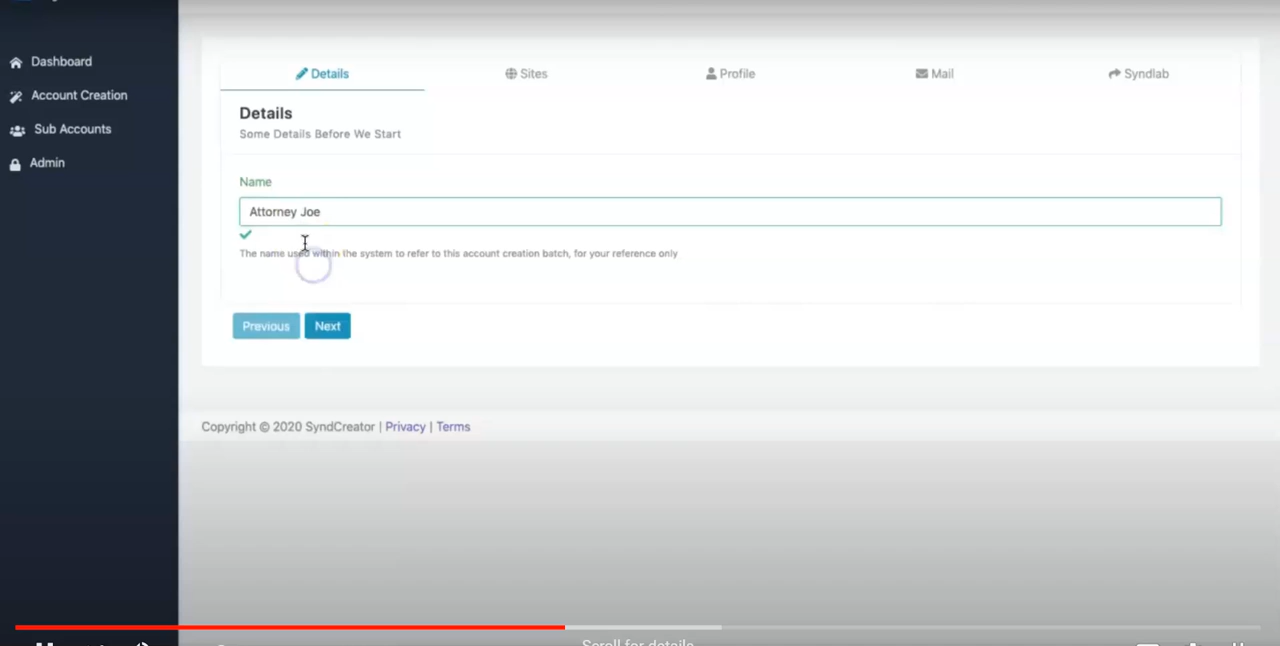 Dashboard
Account Creation
Sub Accounts
Admin
Details
Sites
Profile
Mail
Syndlab
Details
Some Details Before We Start
Name
Attorney Joe
The name used within the system to refer to this account creation batch, for your reference only
Previous
Next
Copyright © 2020 SyndCreator | Privacy | Terms
Scroll for details